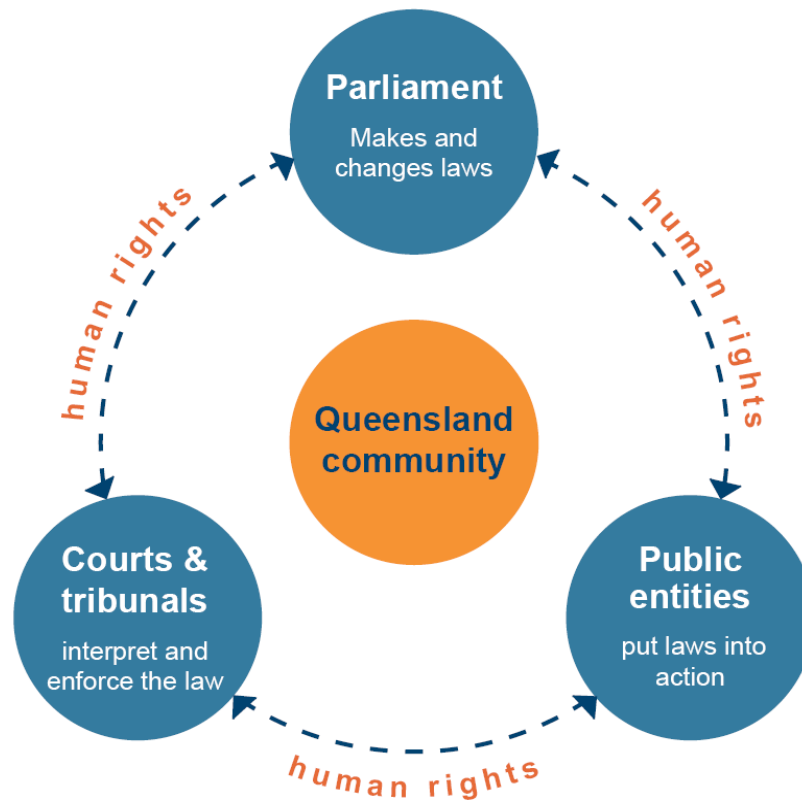 Parliament
Makes and
changes laws
human rights
human rights
Queensland
community
Courts &
tribunals
interpret and
enforce the law
Public
entities
put laws into
action
human rights